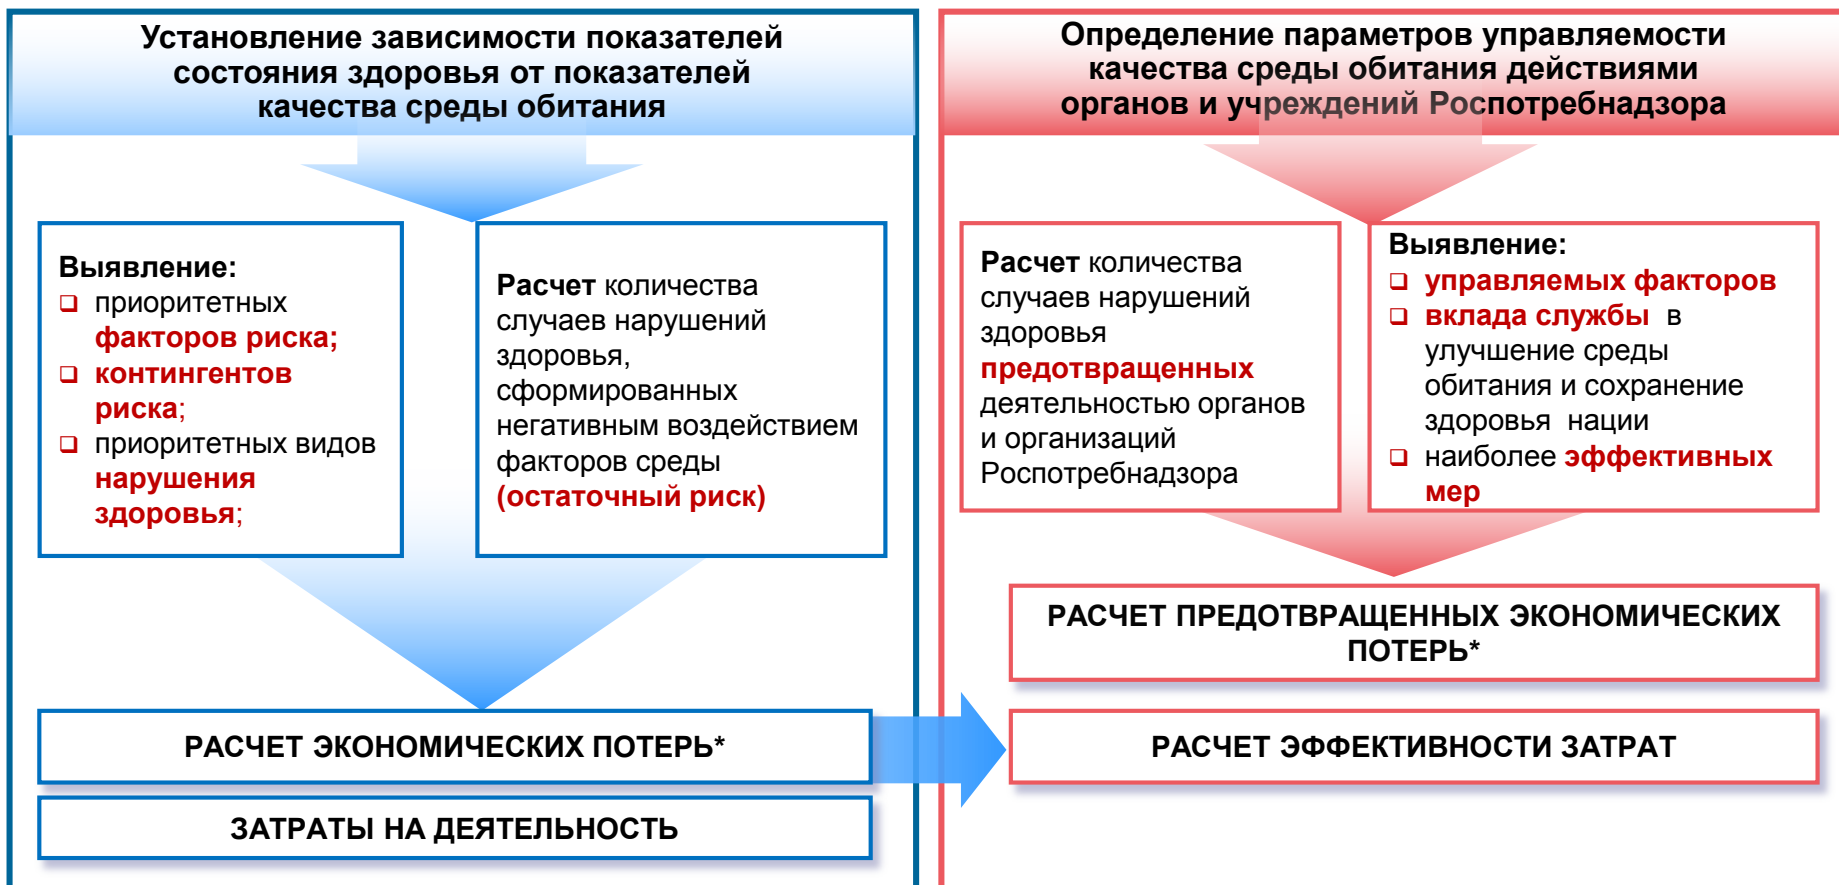 Установление зависимости показателей
состояния здоровья от показателей
качества среды обитания
Выявление:
приоритетных
факторов риска;
контингентов
риска;
приоритетных видов
нарушения
здоровья;
Расчет количества
случаев нарушений
здоровья,
сформированных
негативным воздействием
факторов среды
(остаточный риск)
РАСЧЕТ ЭКОНОМИЧЕСКИХ ПОТЕРЬ*
ЗАТРАТЫ НА ДЕЯТЕЛЬНОСТЬ
Определение параметров управляемости
качества среды обитания действиями
органов и учреждений Роспотребнадзора
Расчет количества
случаев нарушений
здоровья
предотвращенных
деятельностью органов
и организаций
Роспотребнадзора
Выявление:
управляемых факторов
вклада службы в
улучшение среды
обитания и сохранение
здоровья нации
наиболее эффективных
мер
РАСЧЕТ ПРЕДОТВРАЩЕННЫХ ЭКОНОМИЧЕСКИХ
ПОТЕРЬ*
РАСЧЕТ ЭФФЕКТИВНОСТИ ЗАТРАТ